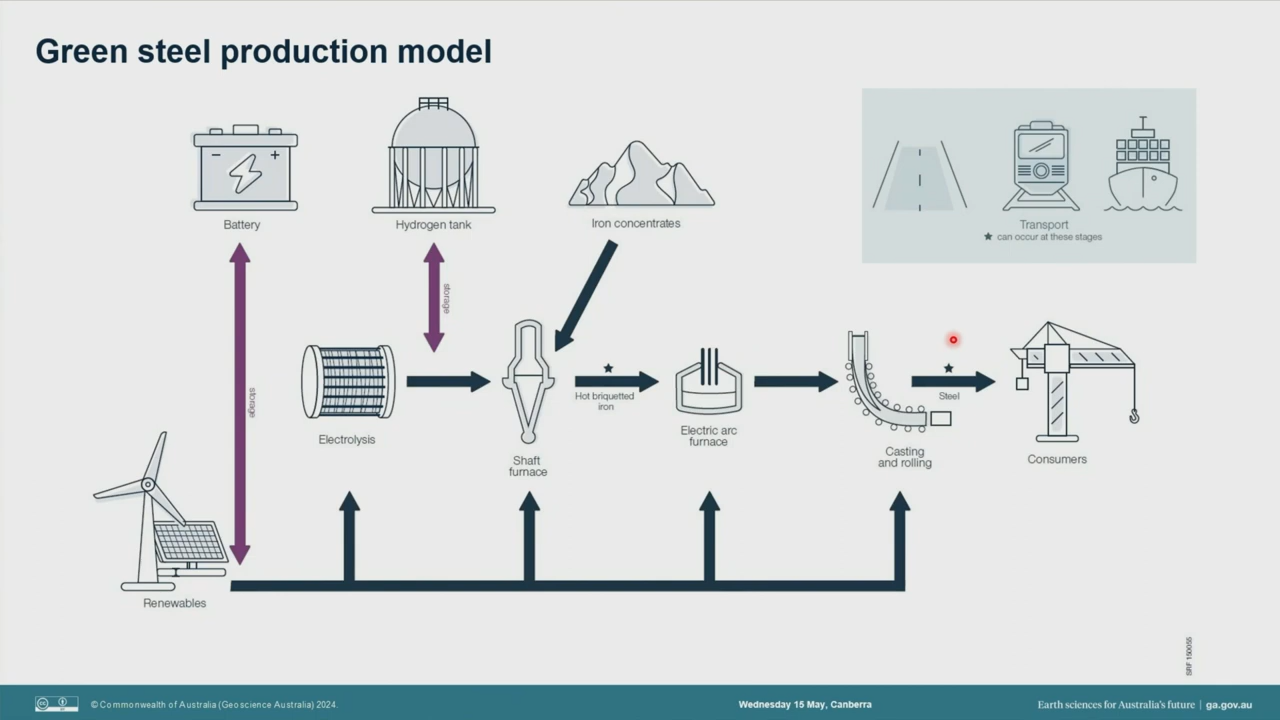 Green steel production model
Battery
Hydrogen tank
Iron concentrates
Transport
★ can occur at these stages
storage
storage
★
★
Hot briquetted
iron
Steel
Electrolysis
Shaft
furnace
Electric arc
furnace
Casting
and rolling
Consumers
Renewables
SRF 150055
© Commonwealth of Australia (Geoscience Australia) 2024.
Wednesday 15 May, Canberra
Earth sciences for Australia's future | ga.gov.au